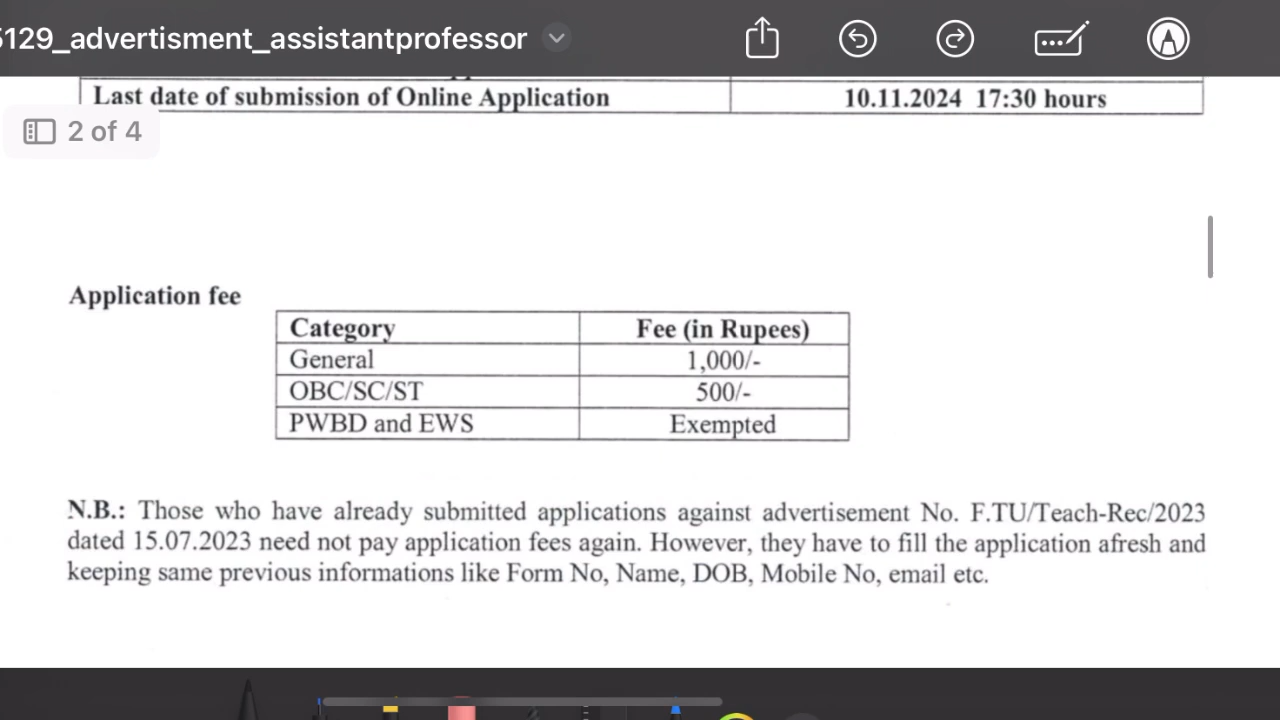 5129_advertisment_assistantprofessor
Last date of submission of Online Application 10.11.2024 17:30 hours
2 of 4
Application fee
Category Fee (in Rupees)
General 1,000/-
OBC/SC/ST 500/-
PWBD and EWS Exempted
N.B.: Those who have already submitted applications against advertisement No. F.TU/Teach-Rec/2023
dated 15.07.2023 need not pay application fees again. However, they have to fill the application afresh and
keeping same previous informations like Form No, Name, DOB, Mobile No, email etc.